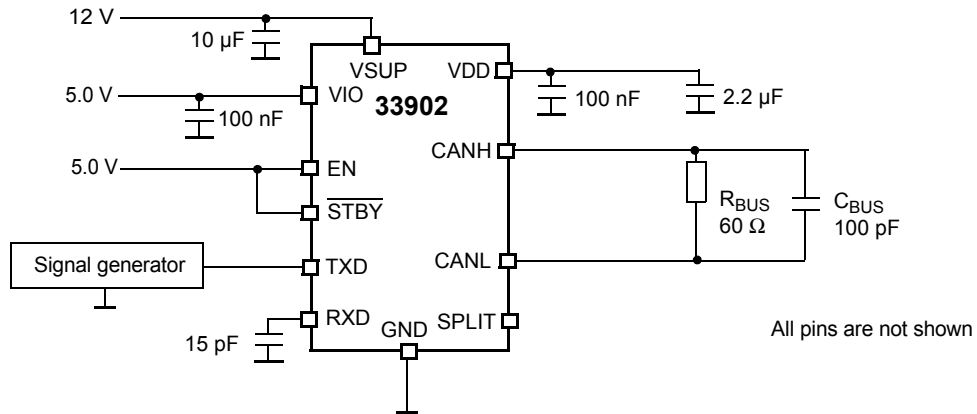 12 V
10 µF
VSUP
VDD
5.0 V
VIO
33902
100 nF
100 nF
2.2 µF
CANH
5.0 V
EN
STBY
RBUS
60 Ω
CBUS
100 pF
Signal generator
TXD
CANL
RXD
GND
SPLIT
15 pF
All pins are not shown